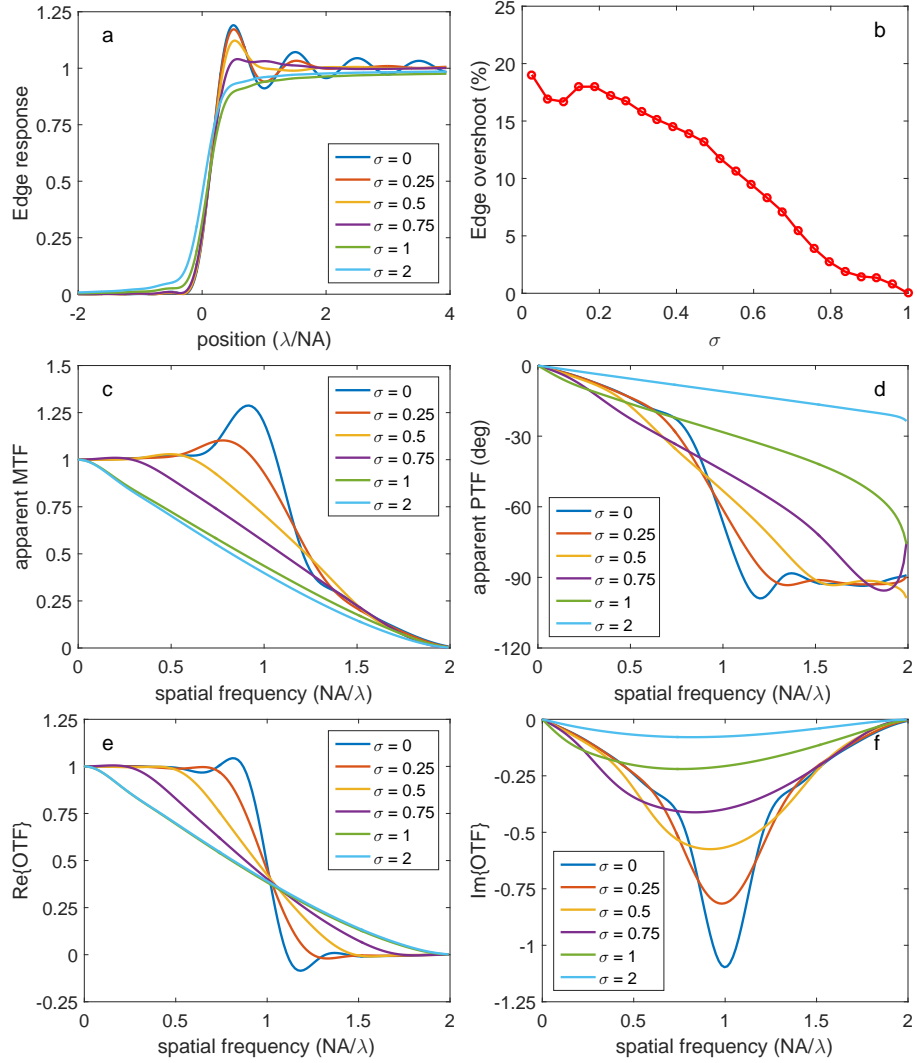 a
1.25
1
0.75
0.5
0.25
0
-2
0
2
4
Edge response
position (λ/NA)
σ = 0
σ = 0.25
σ = 0.5
σ = 0.75
σ = 1
σ = 2
b
25
20
15
10
5
0
0
0.2
0.4
0.6
0.8
1
Edge overshoot (%)
σ
c
1.5
1.25
1
0.75
0.5
0.25
0
0
0.5
1
1.5
2
apparent MTF
spatial frequency (NA/λ)
σ = 0
σ = 0.25
σ = 0.5
σ = 0.75
σ = 1
σ = 2
d
0
-30
-60
-90
-120
0
0.5
1
1.5
2
apparent PTF (deg)
spatial frequency (NA/λ)
σ = 0
σ = 0.25
σ = 0.5
σ = 0.75
σ = 1
σ = 2
e
1.25
1
0.75
0.5
0.25
0
-0.25
0
0.5
1
1.5
2
Re{OTF}
spatial frequency (NA/λ)
σ = 0
σ = 0.25
σ = 0.5
σ = 0.75
σ = 1
σ = 2
f
0
-0.25
-0.5
-0.75
-1
-1.25
0
0.5
1
1.5
2
Im{OTF}
spatial frequency (NA/λ)
σ = 0
σ = 0.25
σ = 0.5
σ = 0.75
σ = 1
σ = 2